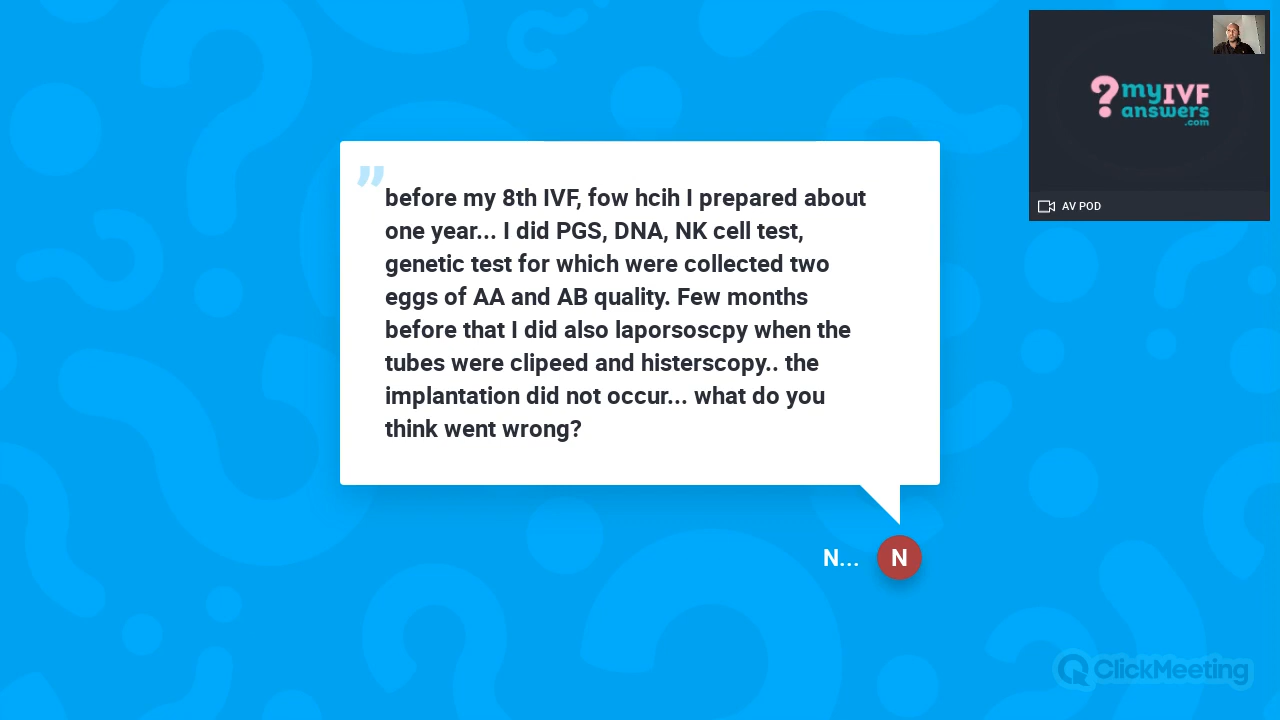 ? myIVF
answers
.com
AV POD
”
before my 8th IVF, fow hcih I prepared about
one year... I did PGS, DNA, NK cell test,
genetic test for which were collected two
eggs of AA and AB quality. Few months
before that I did also laporsoscpy when the
tubes were clipeed and histerscopy.. the
implantation did not occur... what do you
think went wrong?
N... N
ClickMeeting